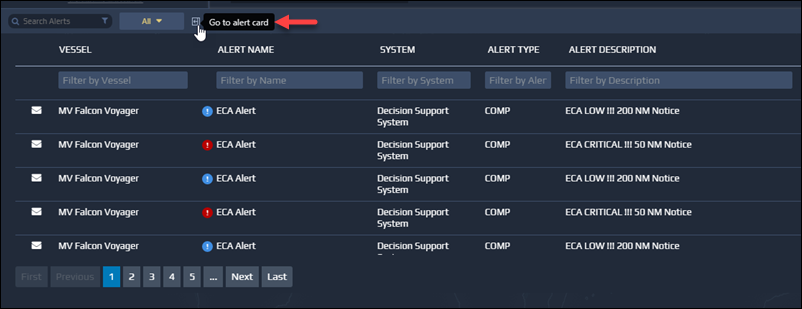 Search Alerts
All
Go to alert card
VESSEL ALERT NAME SYSTEM ALERT TYPE ALERT DESCRIPTION
Filter by Vessel Filter by Name Filter by System Filter by Aler Filter by Description
MV Falcon Voyager ECA Alert Decision Support COMP ECA LOW !!! 200 NM Notice
System
MV Falcon Voyager ECA Alert Decision Support COMP ECA CRITICAL !!! 50 NM Notice
System
MV Falcon Voyager ECA Alert Decision Support COMP ECA LOW !!! 200 NM Notice
System
MV Falcon Voyager ECA Alert Decision Support COMP ECA CRITICAL !!! 50 NM Notice
System
MV Falcon Voyager ECA Alert Decision Support COMP ECA LOW !!! 200 NM Notice
First Previous 1 2 3 4 5 ... Next Last